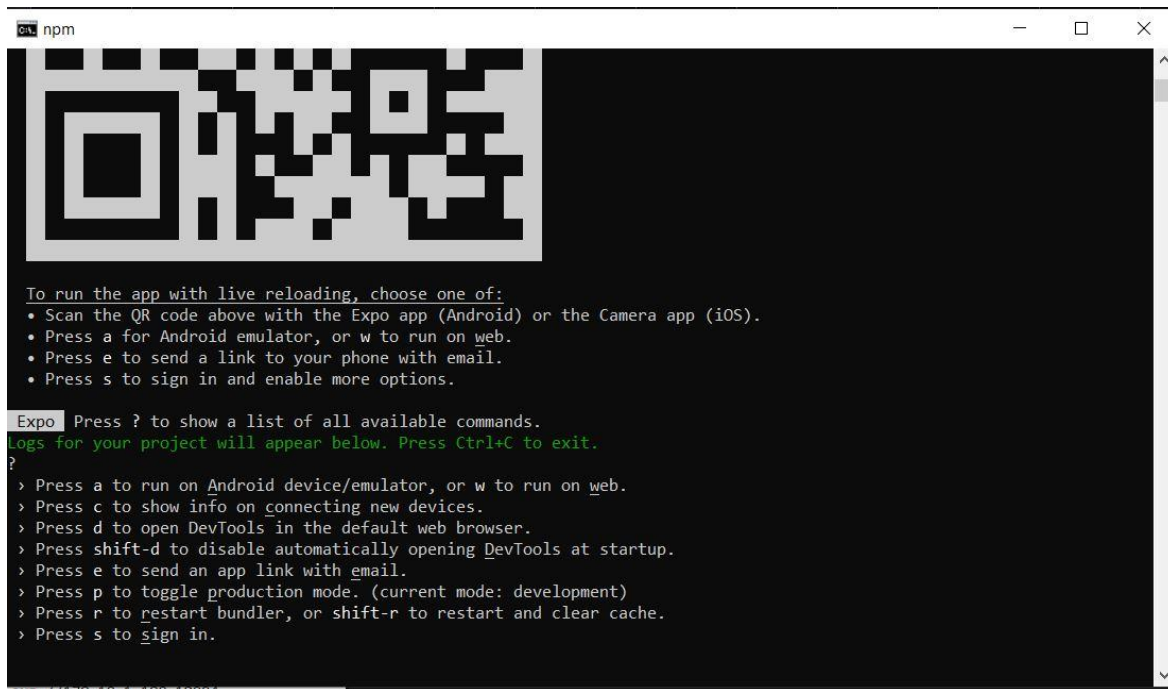 npm
To run the app with live reloading, choose one of:
• Scan the QR code above with the Expo app (Android) or the Camera app (iOS).
• Press a for Android emulator, or w to run on web.
• Press e to send a link to your phone with email.
• Press s to sign in and enable more options.
Expo Press ? to show a list of all available commands.
Logs for your project will appear below. Press Ctrl+C to exit.
?
› Press a to run on Android device/emulator, or w to run on web.
› Press c to show info on connecting new devices.
› Press d to open DevTools in the default web browser.
› Press shift-d to disable automatically opening DevTools at startup.
› Press e to send an app link with email.
› Press p to toggle production mode. (current mode: development)
› Press r to restart bundler, or shift-r to restart and clear cache.
› Press s to sign in.